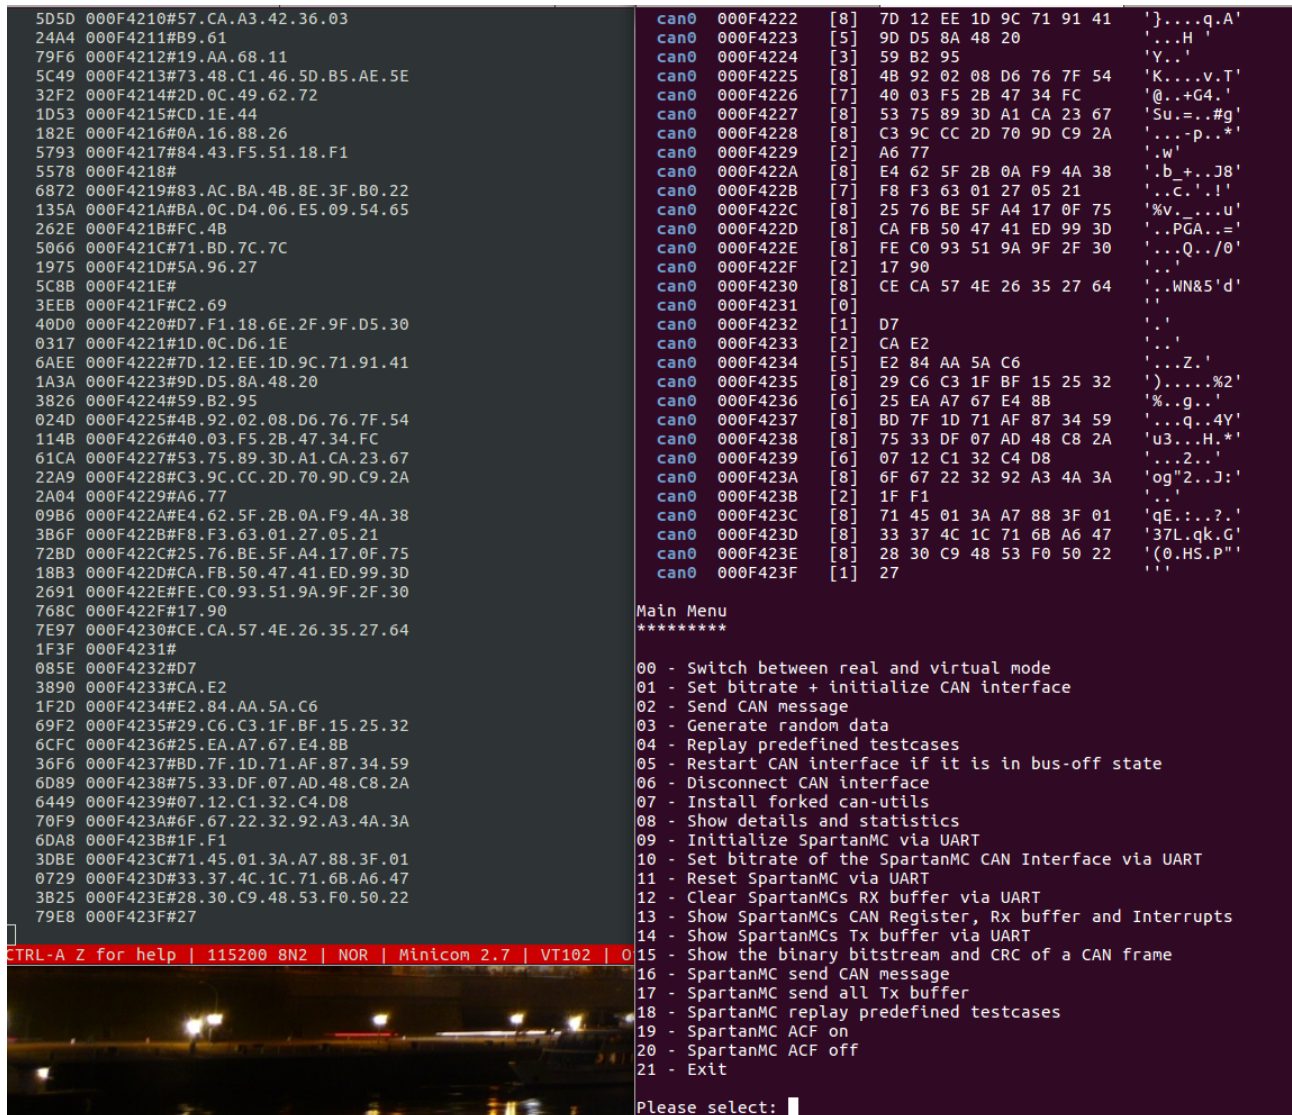 5D5D 000F4210#57.CA.A3.42.36.03
24A4 000F4211#B9.61
79F6 000F4212#19.AA.68.11
5C49 000F4213#73.48.C1.46.5D.B5.AE.5E
32F2 000F4214#2D.0C.49.62.72
1D53 000F4215#CD.1E.44
182E 000F4216#0A.16.88.26
5793 000F4217#84.43.F5.51.18.F1
5578 000F4218#
6872 000F4219#83.AC.BA.4B.8E.3F.B0.22
135A 000F421A#BA.0C.D4.06.E5.09.54.65
262E 000F421B#FC.4B
5066 000F421C#71.BD.7C.7C
1975 000F421D#5A.96.27
5C8B 000F421E#
3EEB 000F421F#C2.69
40D0 000F4220#D7.F1.18.6E.2F.9F.D5.30
0317 000F4221#1D.0C.D6.1E
6AEE 000F4222#7D.12.EE.1D.9C.71.91.41
1A3A 000F4223#9D.D5.8A.48.20
3826 000F4224#59.B2.95
024D 000F4225#4B.92.02.08.D6.76.7F.54
114B 000F4226#40.03.F5.2B.47.34.FC
61CA 000F4227#53.75.89.3D.A1.CA.23.67
22A9 000F4228#C3.9C.CC.2D.70.9D.C9.2A
2A04 000F4229#A6.77
09B6 000F422A#E4.62.5F.2B.0A.F9.4A.38
3B6F 000F422B#F8.F3.63.01.27.05.21
72BD 000F422C#25.76.BE.5F.A4.17.0F.75
18B3 000F422D#CA.FB.50.47.41.ED.99.3D
2691 000F422E#FE.C0.93.51.9A.9F.2F.30
768C 000F422F#17.90
7E97 000F4230#CE.CA.57.4E.26.35.27.64
1F3F 000F4231#
085E 000F4232#D7
3890 000F4233#CA.E2
1F2D 000F4234#E2.84.AA.5A.C6
69F2 000F4235#29.C6.C3.1F.BF.15.25.32
6CFC 000F4236#25.EA.A7.67.E4.8B
36F6 000F4237#BD.7F.1D.71.AF.87.34.59
6D89 000F4238#75.33.DF.07.AD.48.C8.2A
6449 000F4239#07.12.C1.32.C4.D8
70F9 000F423A#6F.67.22.32.92.A3.4A.3A
6DA8 000F423B#1F.F1
3DBE 000F423C#71.45.01.3A.A7.88.3F.01
0729 000F423D#33.37.4C.1C.71.6B.A6.47
3B25 000F423E#28.30.C9.48.53.F0.50.22
79E8 000F423F#27
CTRL-A Z for help | 115200 8N2 | NOR | Minicom 2.7 | VT102 |
can0 000F4222 [8] 7D 12 EE 1D 9C 71 91 41 '}....q.A'
can0 000F4223 [5] 9D D5 8A 48 20 '...H '
can0 000F4224 [3] 59 B2 95 'Y..'
can0 000F4225 [8] 4B 92 02 08 D6 76 7F 54 'K....v.T'
can0 000F4226 [7] 40 03 F5 2B 47 34 FC '@..+G4.'
can0 000F4227 [8] 53 75 89 3D A1 CA 23 67 'Su.=..#g'
can0 000F4228 [8] C3 9C CC 2D 70 9D C9 2A '...-p..*'
can0 000F4229 [2] A6 77 '.w'
can0 000F422A [8] E4 62 5F 2B 0A F9 4A 38 '.b_+..J8'
can0 000F422B [7] F8 F3 63 01 27 05 21 '..c.'.!'
can0 000F422C [8] 25 76 BE 5F A4 17 0F 75 '%v._...u'
can0 000F422D [8] CA FB 50 47 41 ED 99 3D '..PGA..='
can0 000F422E [8] FE C0 93 51 9A 9F 2F 30 '...Q../0'
can0 000F422F [2] 17 90 '..'
can0 000F4230 [8] CE CA 57 4E 26 35 27 64 '..WN&5'd'
can0 000F4231 [0] ''
can0 000F4232 [1] D7 '.'
can0 000F4233 [2] CA E2 '..'
can0 000F4234 [5] E2 84 AA 5A C6 '...Z.'
can0 000F4235 [8] 29 C6 C3 1F BF 15 25 32 ').....%2'
can0 000F4236 [6] 25 EA A7 67 E4 8B '%..g..'
can0 000F4237 [8] BD 7F 1D 71 AF 87 34 59 '...q..4Y'
can0 000F4238 [8] 75 33 DF 07 AD 48 C8 2A 'u3...H.*'
can0 000F4239 [6] 07 12 C1 32 C4 D8 '...2..'
can0 000F423A [8] 6F 67 22 32 92 A3 4A 3A 'og"2..J:'
can0 000F423B [2] 1F F1 '..'
can0 000F423C [8] 71 45 01 3A A7 88 3F 01 'qE.:..?.'
can0 000F423D [8] 33 37 4C 1C 71 6B A6 47 '37L.qk.G'
can0 000F423E [8] 28 30 C9 48 53 F0 50 22 '(0.HS.P"'
can0 000F423F [1] 27 '''
Main Menu
*********
00 - Switch between real and virtual mode
01 - Set bitrate + initialize CAN interface
02 - Send CAN message
03 - Generate random data
04 - Replay predefined testcases
05 - Restart CAN interface if it is in bus-off state
06 - Disconnect CAN interface
07 - Install forked can-utils
08 - Show details and statistics
09 - Initialize SpartanMC via UART
10 - Set bitrate of the SpartanMC CAN Interface via UART
11 - Reset SpartanMC via UART
12 - Clear SpartanMCs RX buffer via UART
13 - Show SpartanMCs CAN Register, Rx buffer and Interrupts
14 - Show SpartanMCs Tx buffer via UART
15 - Show the binary bitstream and CRC of a CAN frame
16 - SpartanMC send CAN message
17 - SpartanMC send all Tx buffer
18 - SpartanMC replay predefined testcases
19 - SpartanMC ACF on
20 - SpartanMC ACF off
21 - Exit
Please select: